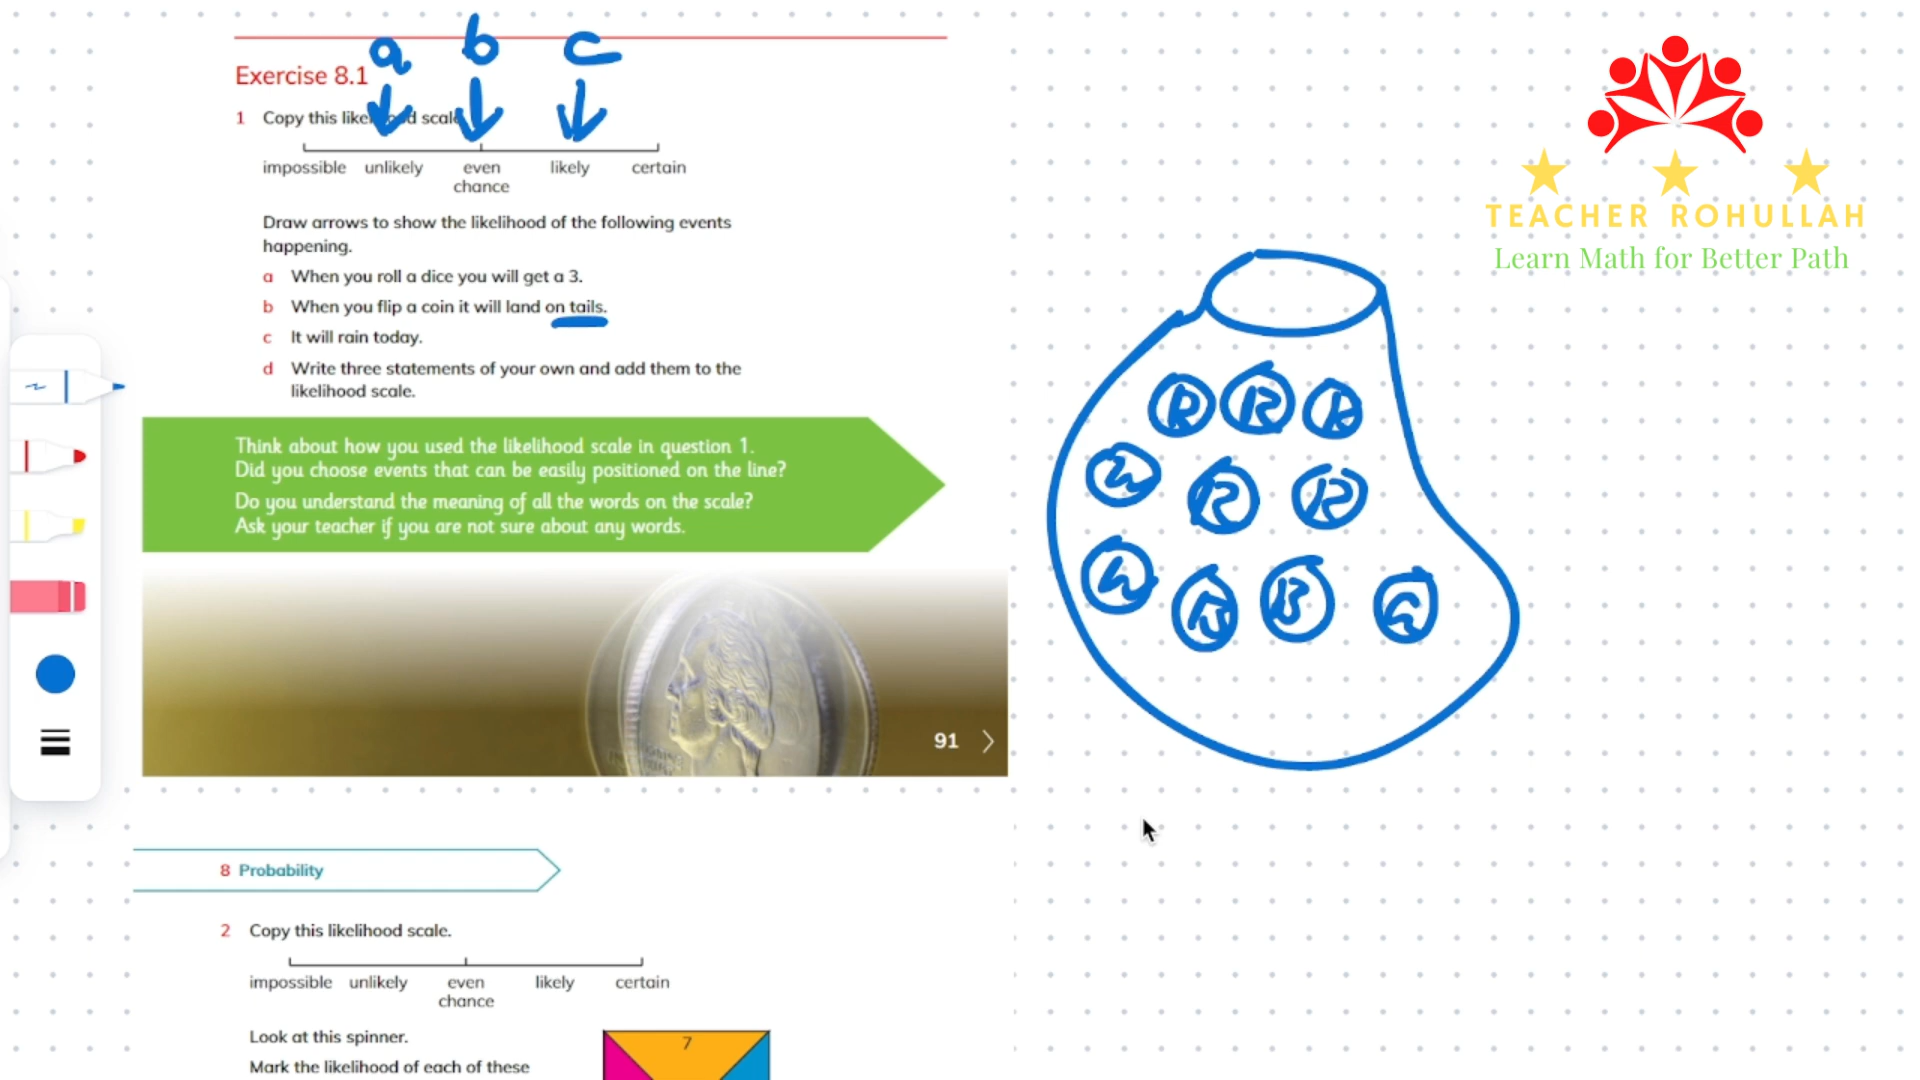 a b c
Exercise 8.1
1 Copy this likelihood scale
impossible unlikely even chance likely certain
Draw arrows to show the likelihood of the following events
happening.
a When you roll a dice you will get a 3.
b When you flip a coin it will land on tails.
c It will rain today.
d Write three statements of your own and add them to the
likelihood scale.
Think about how you used the likelihood scale in question 1.
Did you choose events that can be easily positioned on the line?
Do you understand the meaning of all the words on the scale?
Ask your teacher if you are not sure about any words.
91
8 Probability
2 Copy this likelihood scale.
impossible unlikely even chance likely certain
Look at this spinner.
Mark the likelihood of each of these
7
TEACHER ROHULLAH
Learn Math for Better Path
R R R
W R R
W B B G